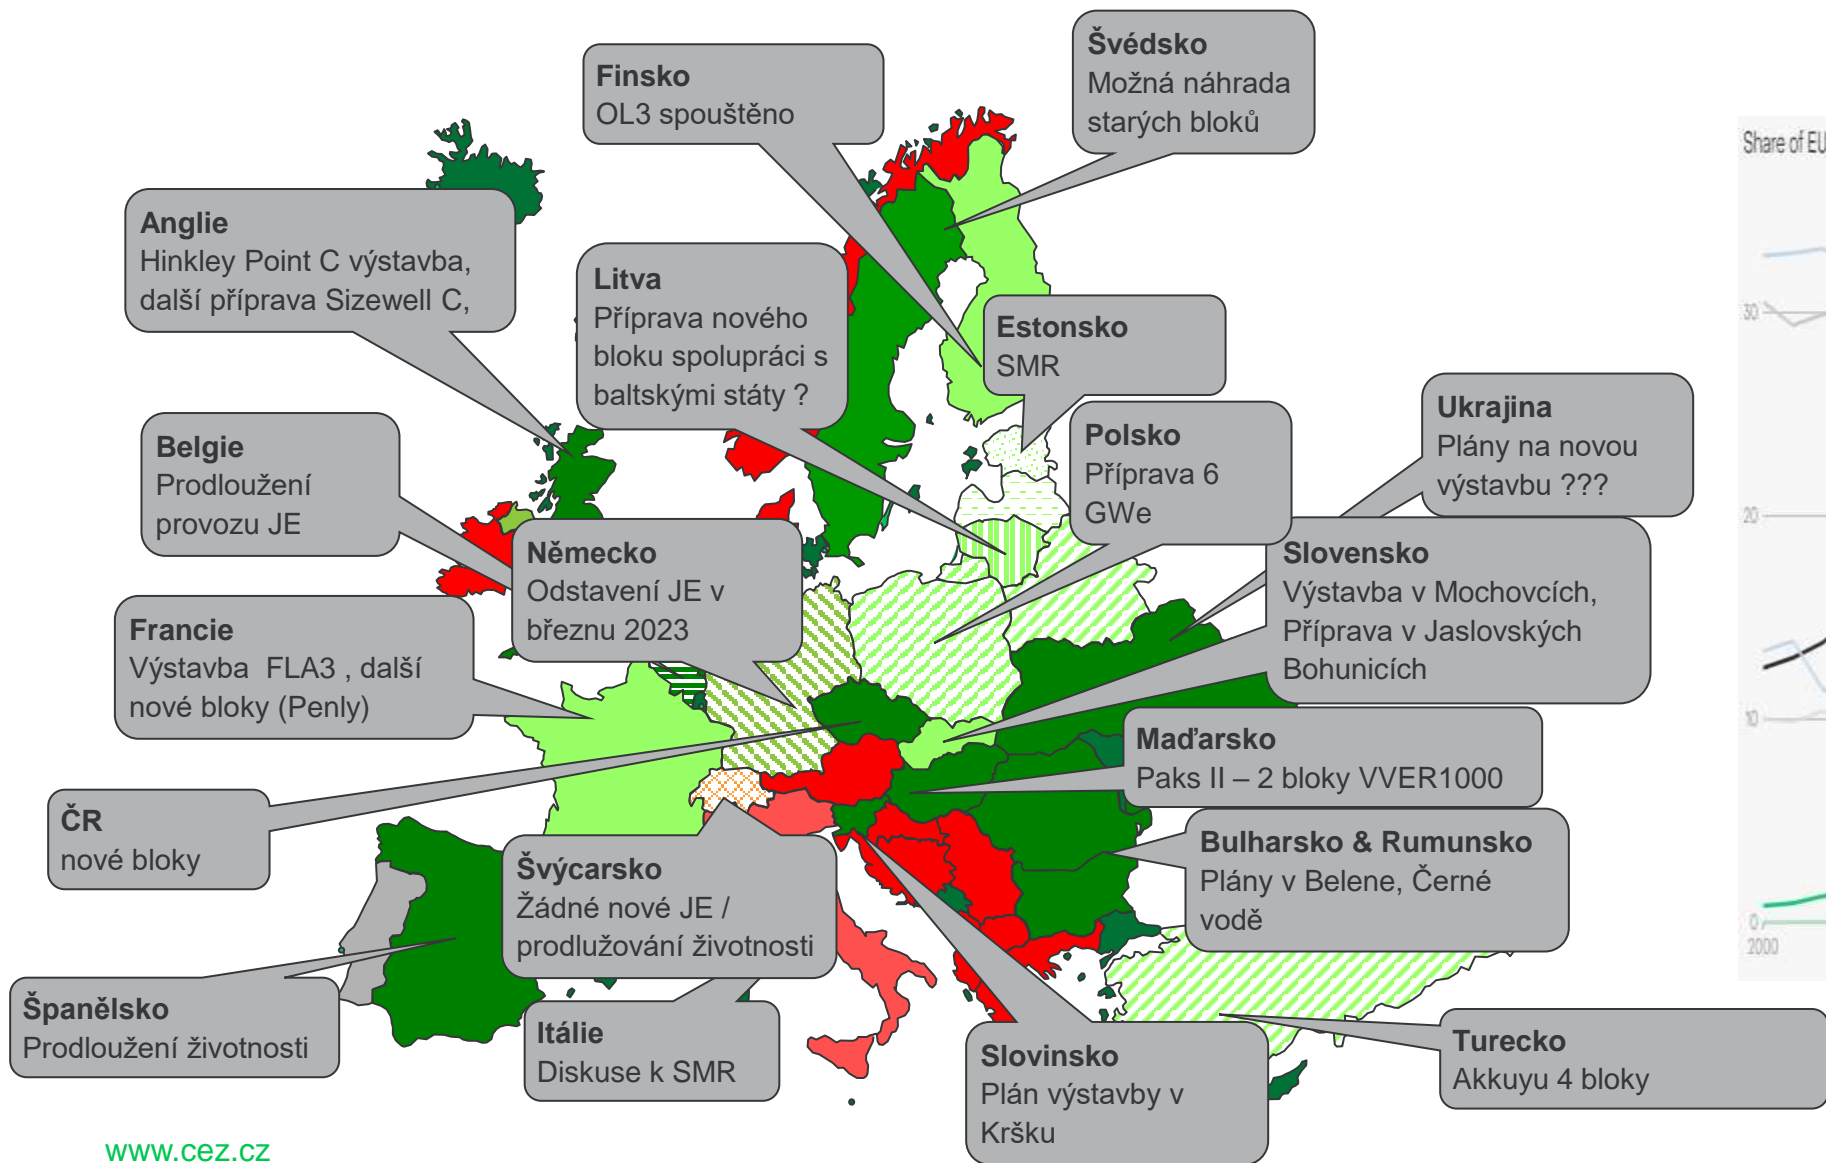 Finsko
OL3 spouštěno
Švédsko
Možná náhrada
starých bloků
Anglie
Hinkley Point C výstavba,
další příprava Sizewell C,
Litva
Příprava nového
bloku spolupráci s
baltskými státy ?
Estonsko
SMR
Belgie
Prodloužení
provozu JE
Polsko
Příprava 6
GWe
Ukrajina
Plány na novou
výstavbu ???
Německo
Odstavení JE v
březnu 2023
Slovensko
Výstavba v Mochovcích,
Příprava v Jaslovských
Bohunicích
Francie
Výstavba  FLA3 , další
nové bloky (Penly)
Maďarsko
Paks II – 2 bloky VVER1000
ČR
nové bloky
Švýcarsko
Žádné nové JE /
prodlužování životnosti
Bulharsko & Rumunsko
Plány v Belene, Černé
vodě
Španělsko
Prodloužení životnosti
Itálie
Diskuse k SMR
Slovinsko
Plán výstavby v
Kršku
Turecko
Akkuyu 4 bloky
Share of EU
30
20
10
0
2000
www.cez.cz